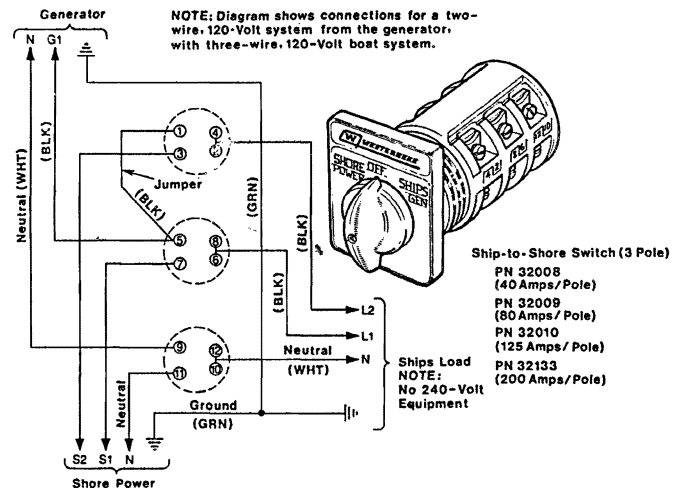 Generator
N G1
NOTE: Diagram shows connections for a two-
wire, 120-Volt system from the generator,
with three-wire, 120-Volt boat system.
Neutral (WHT)
(BLK)
1
4
3
Jumper
(BLK)
(GRN)
5
8
7
6
(BLK)
(BLK)
9
12
11
10
Neutral
(WHT)
Neutral
Ground
(GRN)
L2
L1
N
Ships Load
NOTE:
No 240-Volt
Equipment
S2 S1 N
Shore Power
W WESTERBEKE
SHORE POWER
OFF
SHIPS GEN
Ship-to-Shore Switch (3 Pole)
PN 32008
(40 Amps/Pole)
PN 32009
(80 Amps/Pole)
PN 32010
(125 Amps/Pole)
PN 32133
(200 Amps/Pole)